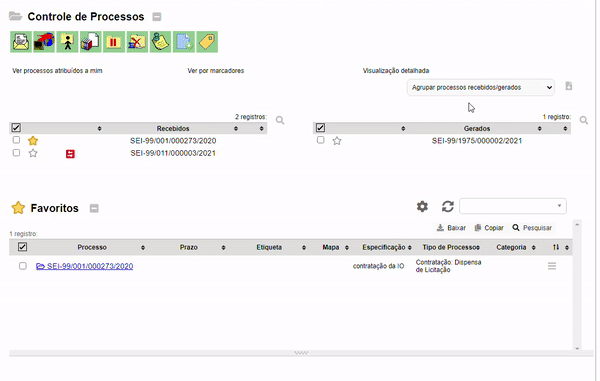 Controle de Processos
Ver processos atribuídos a mim
Ver por marcadores
Visualização detalhada
Agrupar processos recebidos/gerados
2 registros:
Recebidos
SEI-99/001/000273/2020
SEI-99/011/000003/2021
1 registro:
Gerados
SEI-99/1975/000002/2021
Favoritos
Baixar Copiar Pesquisar
1 registro:
Processo Prazo Etiqueta Mapa Especificação Tipo de Processo Categoria
SEI-99/001/000273/2020 contratação da IO Contratação: Dispensa
de Licitação